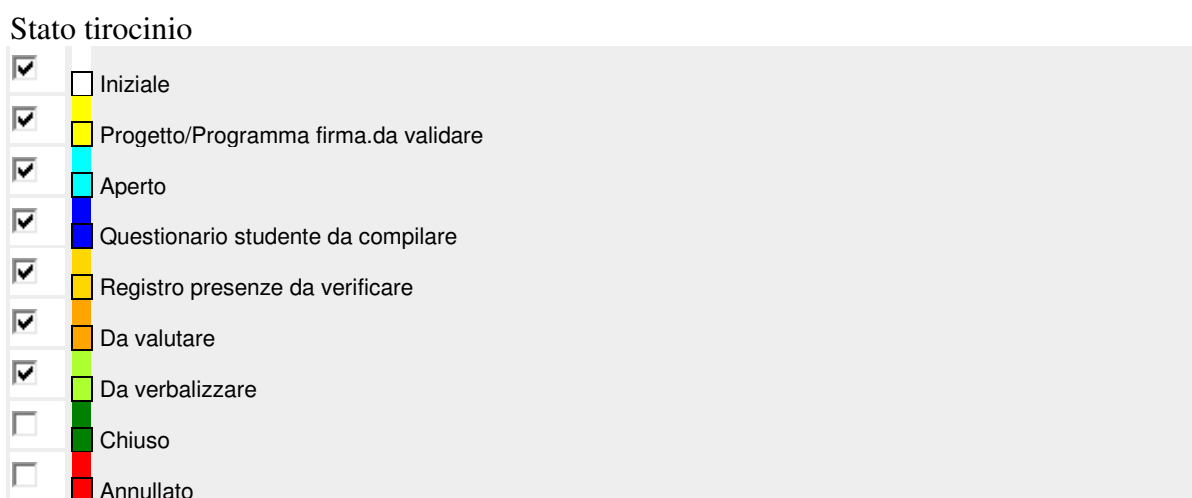 Stato tirocinio
Iniziale
Progetto/Programma firma.da validare
Aperto
Questionario studente da compilare
Registro presenze da verificare
Da valutare
Da verbalizzare
Chiuso
Annullato